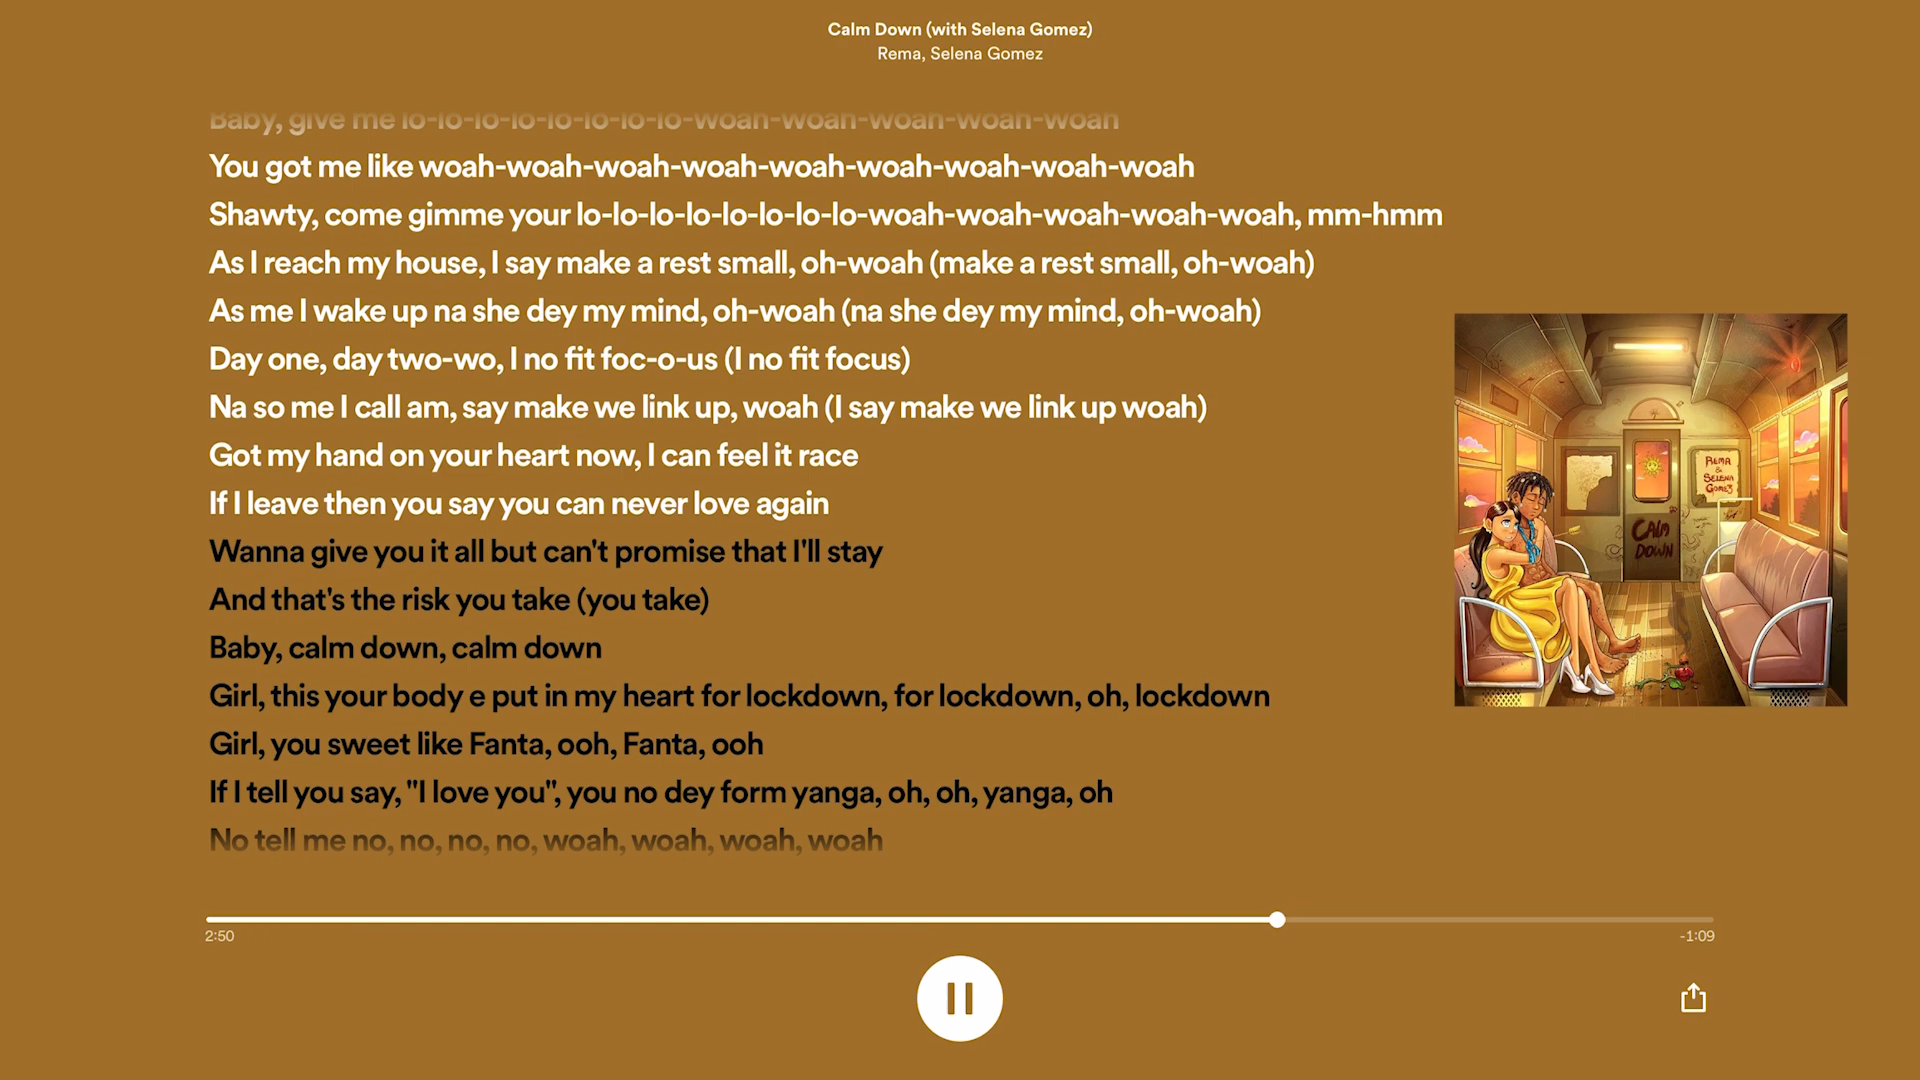 Calm Down (with Selena Gomez)
Rema, Selena Gomez
Baby, give me lo-lo-lo-lo-lo-lo-lo-lo-woah-woah-woah-woah-woah
You got me like woah-woah-woah-woah-woah-woah-woah-woah-woah
Shawty, come gimme your lo-lo-lo-lo-lo-lo-lo-lo-woah-woah-woah-woah-woah, mm-hmm
As I reach my house, I say make a rest small, oh-woah (make a rest small, oh-woah)
As me I wake up na she dey my mind, oh-woah (na she dey my mind, oh-woah)
Day one, day two-wo, I no fit foc-o-us (I no fit focus)
Na so me I call am, say make we link up, woah (I say make we link up woah)
Got my hand on your heart now, I can feel it race
If I leave then you say you can never love again
Wanna give you it all but can't promise that I'll stay
And that's the risk you take (you take)
Baby, calm down, calm down
Girl, this your body e put in my heart for lockdown, for lockdown, oh, lockdown
Girl, you sweet like Fanta, ooh, Fanta, ooh
If I tell you say, "I love you", you no dey form yanga, oh, oh, yanga, oh
No tell me no, no, no, no, woah, woah, woah, woah
REMA
&
SELENA
GOMEZ
CALM
DOWN
2:50
-1:09